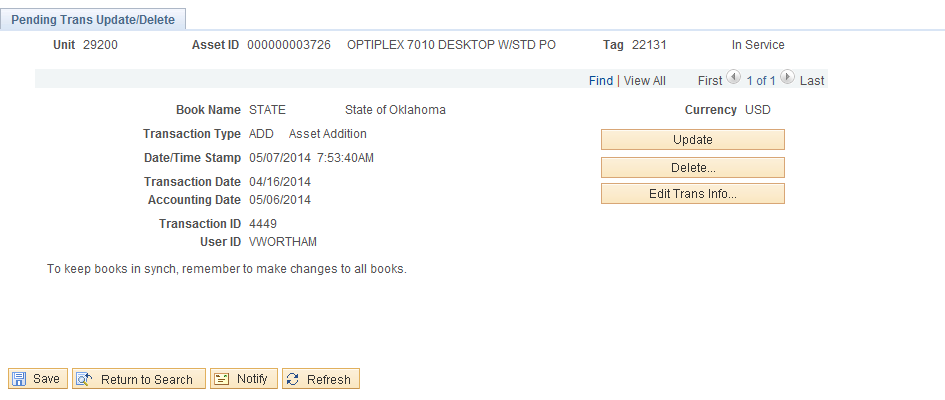 Pending Trans Update/Delete
Unit 29200 Asset ID 000000003726 OPTIPLEX 7010 DESKTOP W/STD PO Tag 22131 In Service
Find | View All First 1 of 1 Last
Book Name STATE State of Oklahoma Currency USD
Transaction Type ADD Asset Addition
Update
Date/Time Stamp 05/07/2014 7:53:40AM
Delete...
Transaction Date 04/16/2014
Edit Trans Info...
Accounting Date 05/06/2014
Transaction ID 4449
User ID VWORTHAM
To keep books in synch, remember to make changes to all books.
Save Return to Search Notify Refresh